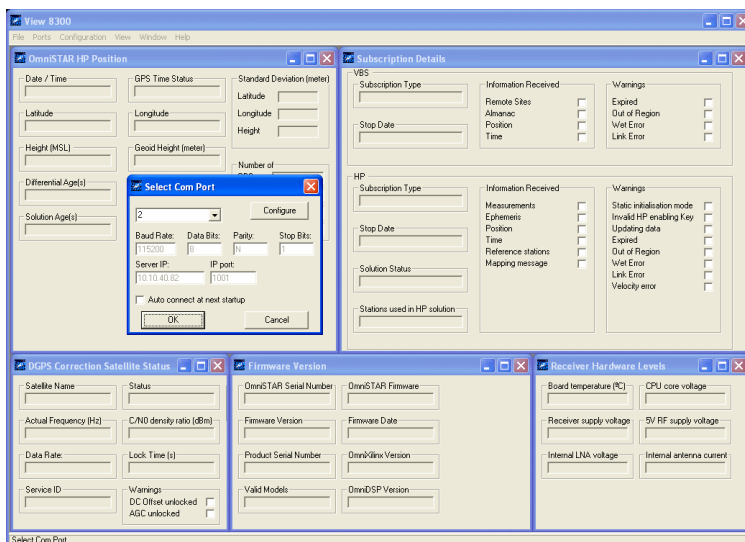 View 8300
File Ports Configuration View Window Help
OmniSTAR HP Position
Date / Time
GPS Time Status
Standard Deviation (meter)
Latitude
Longitude
Height
Latitude
Longitude
Height (MSL)
Geoid Height (meter)
Number of
Differential Age(s)
Solution Age(s)
Subscription Details
VBS
Subscription Type
Stop Date
Information Received
Remote Sites
Almanac
Position
Time
Warnings
Expired
Out of Region
Wet Error
Link Error
HP
Subscription Type
Stop Date
Solution Status
Stations used in HP solution
Information Received
Measurements
Ephemeris
Position
Time
Reference stations
Mapping message
Warnings
Static initialisation mode
Invalid HP enabling Key
Updating data
Expired
Out of Region
Wet Error
Link Error
Velocity error
Select Com Port
2
Configure
Baud Rate: Data Bits: Parity: Stop Bits:
115200 8 N 1
Server IP: IP port:
10.10.40.82 1001
Auto connect at next startup
OK Cancel
DGPS Correction Satellite Status
Satellite Name
Status
Actual Frequency (Hz)
C/N0 density ratio (dBm)
Data Rate:
Lock Time (s)
Service ID
Warnings
DC Offset unlocked
AGC unlocked
Firmware Version
OmniSTAR Serial Number
OmniSTAR Firmware
Firmware Version
Firmware Date
Product Serial Number
OmniXilinx Version
Valid Models
OmniDSP Version
Receiver Hardware Levels
Board temperature (ºC)
CPU core voltage
Receiver supply voltage
5V RF supply voltage
Internal LNA voltage
Internal antenna current
Select Com Port